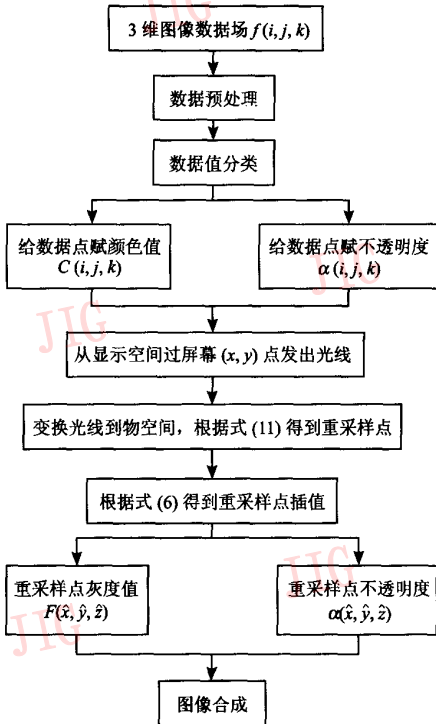 JIG
3 维图像数据场 f(i, j, k)
数据预处理
数据值分类
给数据点赋颜色值
C (i, j, k)
给数据点赋不透明度
α (i, j, k)
JIG
JIG
从显示空间过屏幕 (x, y) 点发出光线
变换光线到物空间，根据式 (11) 得到重采样点
根据式 (6) 得到重采样点插值
重采样点灰度值
F(x̂, ŷ, ẑ)
重采样点不透明度
α(x̂, ŷ, ẑ)
JIG
JIG
图像合成